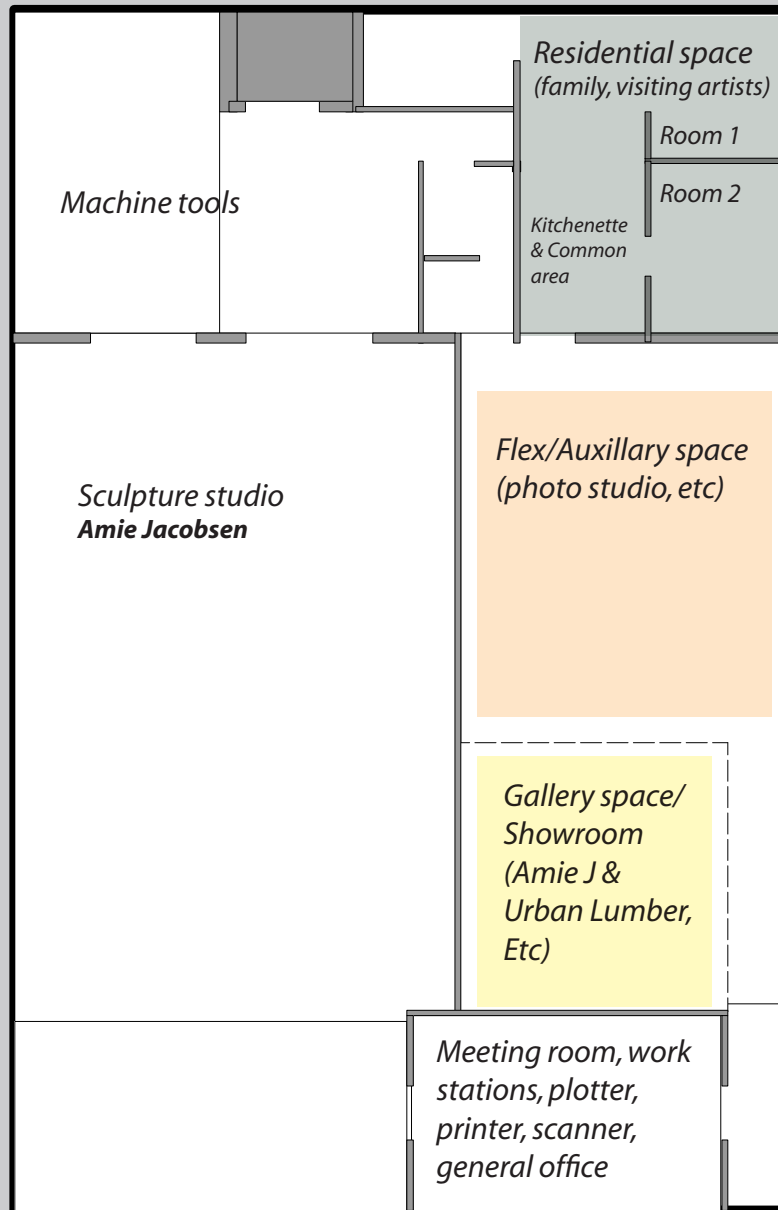 Residential space
(family, visiting artists)
Room 1
Machine tools
Room 2
Kitchenette
& Common
area
Flex/Auxillary space
(photo studio, etc)
Sculpture studio
Amie Jacobsen
Gallery space/
Showroom
(Amie J &
Urban Lumber,
Etc)
Meeting room, work
stations, plotter,
printer, scanner,
general office